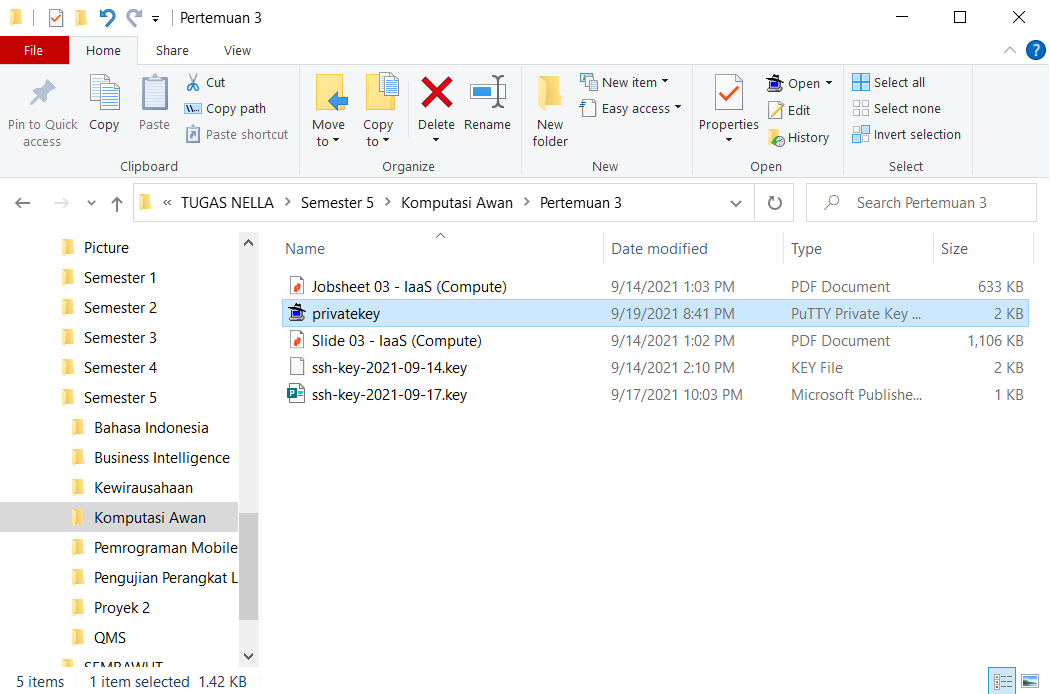 Pertemuan 3
File Home Share View
Pin to Quick access
Copy
Paste
Cut
Copy path
Paste shortcut
Clipboard
Move to
Copy to
Delete
Rename
Organize
New folder
New item
Easy access
New
Properties
Open
Edit
History
Open
Select all
Select none
Invert selection
Select
« TUGAS NELLA > Semester 5 > Komputasi Awan > Pertemuan 3
Search Pertemuan 3
Picture
Semester 1
Semester 2
Semester 3
Semester 4
Semester 5
Bahasa Indonesia
Business Intelligence
Kewirausahaan
Komputasi Awan
Pemrograman Mobile
Pengujian Perangkat L
Proyek 2
QMS
SEMBAWUT
Name Date modified Type Size
Jobsheet 03 - IaaS (Compute) 9/14/2021 1:03 PM PDF Document 633 KB
privatekey 9/19/2021 8:41 PM PuTTY Private Key ... 2 KB
Slide 03 - IaaS (Compute) 9/14/2021 1:02 PM PDF Document 1,106 KB
ssh-key-2021-09-14.key 9/14/2021 2:10 PM KEY File 2 KB
ssh-key-2021-09-17.key 9/17/2021 10:03 PM Microsoft Publishe... 1 KB
5 items 1 item selected 1.42 KB